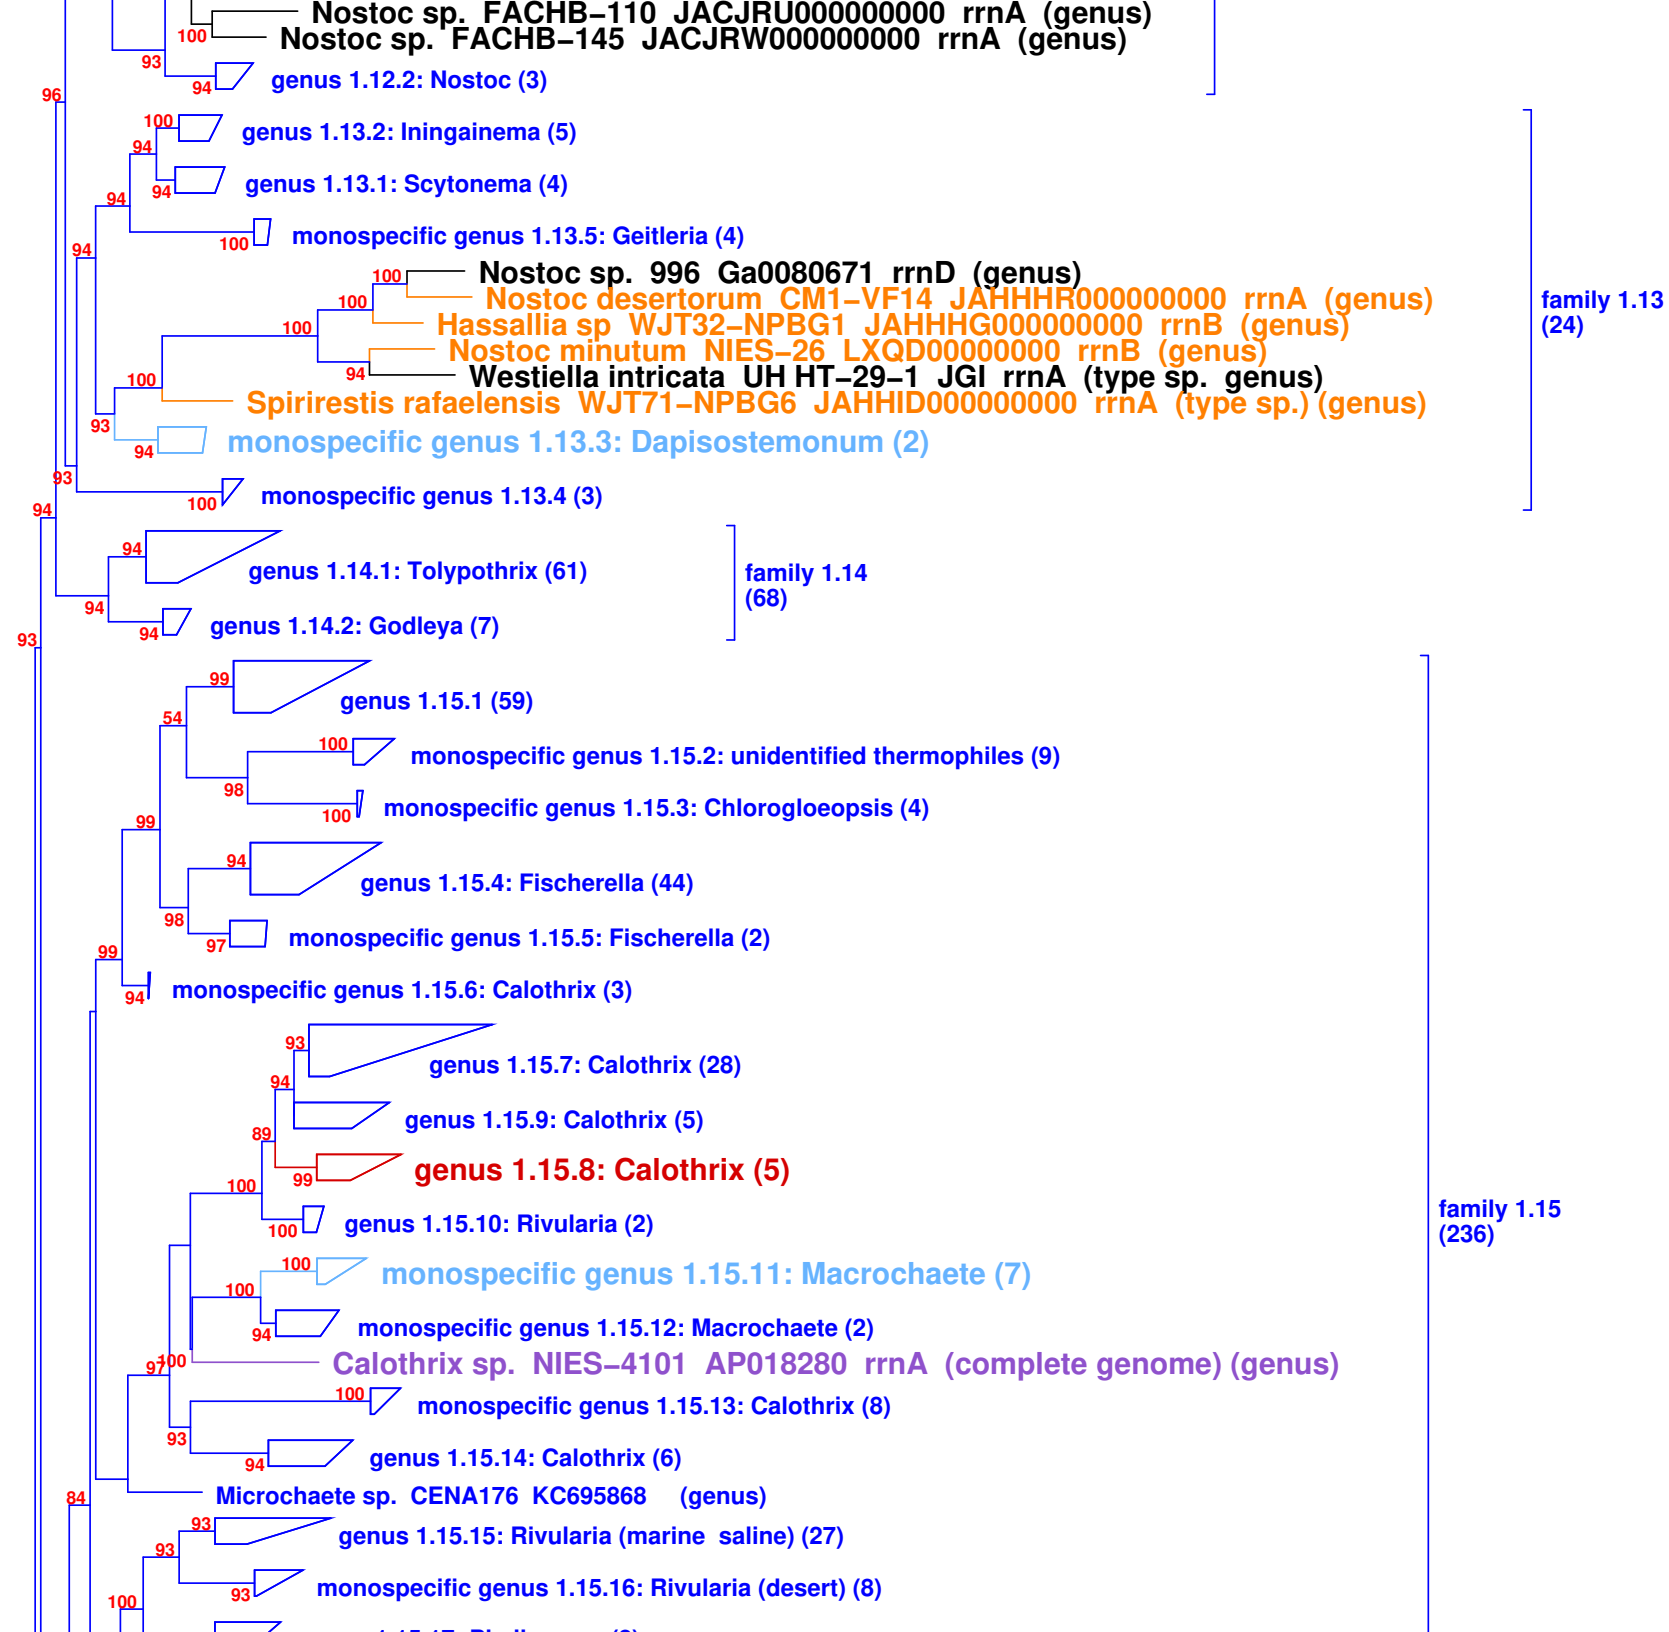 Nostoc sp. FACHB−110 JACJRU000000000 rrnA (genus)
100
Nostoc sp. FACHB−145 JACJRW000000000 rrnA (genus)
93
94
genus 1.12.2: Nostoc (3)
96
100
genus 1.13.2: Iningainema (5)
94
94
genus 1.13.1: Scytonema (4)
94
100
monospecific genus 1.13.5: Geitleria (4)
94
100
Nostoc sp. 996 Ga0080671 rrnD (genus)
100
Nostoc desertorum CM1−VF14 JAHHHR000000000 rrnA (genus)
family 1.13
(24)
100
Hassallia sp WJT32−NPBG1 JAHHHG000000000 rrnB (genus)
Nostoc minutum NIES−26 LXQD00000000 rrnB (genus)
94
Westiella intricata UH HT−29−1 JGI rrnA (type sp. genus)
100
Spirirestis rafaelensis WJT71−NPBG6 JAHHID000000000 rrnA (type sp.) (genus)
93
94
monospecific genus 1.13.3: Dapisostemonum (2)
93
100
monospecific genus 1.13.4 (3)
94
94
genus 1.14.1: Tolypothrix (61)
family 1.14
(68)
94
94
genus 1.14.2: Godleya (7)
93
99
genus 1.15.1 (59)
54
100
monospecific genus 1.15.2: unidentified thermophiles (9)
98
100
monospecific genus 1.15.3: Chlorogloeopsis (4)
99
94
genus 1.15.4: Fischerella (44)
98
97
monospecific genus 1.15.5: Fischerella (2)
99
94
monospecific genus 1.15.6: Calothrix (3)
93
genus 1.15.7: Calothrix (28)
94
genus 1.15.9: Calothrix (5)
89
99
genus 1.15.8: Calothrix (5)
100
100
genus 1.15.10: Rivularia (2)
family 1.15
(236)
100
monospecific genus 1.15.11: Macrochaete (7)
100
94
monospecific genus 1.15.12: Macrochaete (2)
97
100
Calothrix sp. NIES−4101 AP018280 rrnA (complete genome) (genus)
100
monospecific genus 1.15.13: Calothrix (8)
93
94
genus 1.15.14: Calothrix (6)
84
Microchaete sp. CENA176 KC695868 (genus)
93
genus 1.15.15: Rivularia (marine saline) (27)
93
93
monospecific genus 1.15.16: Rivularia (desert) (8)
100